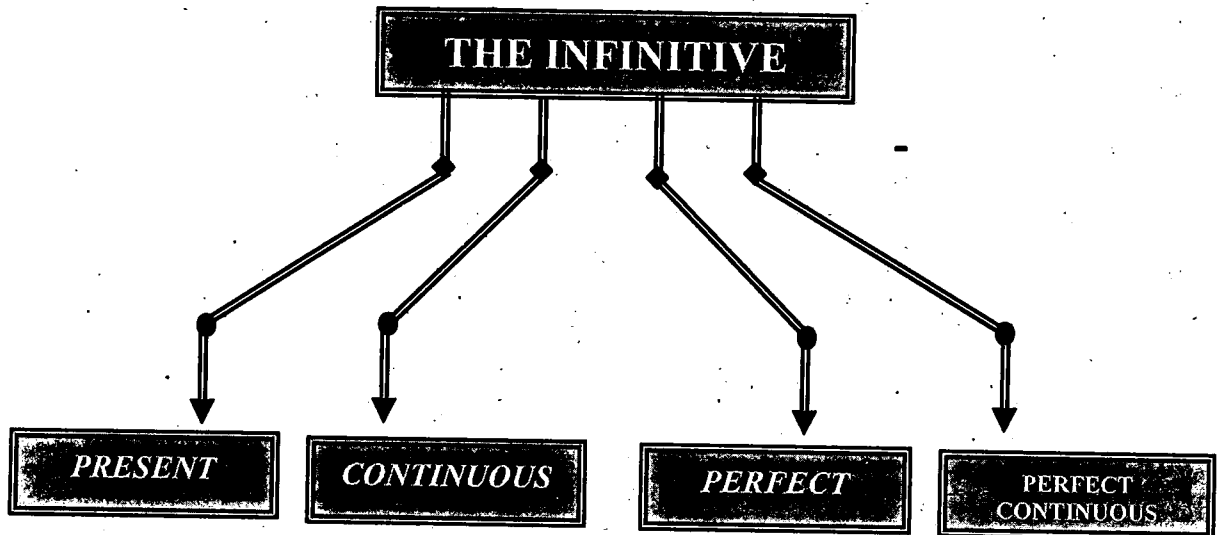 THE INFINITIVE
PRESENT
CONTINUOUS
PERFECT
PERFECT
CONTINUOUS